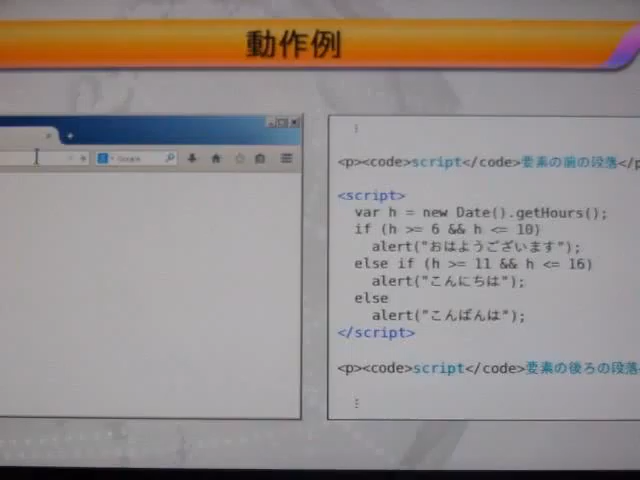 動作例
Google
⋮
<p><code>script</code>要素の前の段落</p
<script>
var h = new Date().getHours();
if (h >= 6 && h <= 10)
alert("おはようございます");
else if (h >= 11 && h <= 16)
alert("こんにちは");
else
alert("こんばんは");
</script>
<p><code>script</code>要素の後ろの段落<
⋮